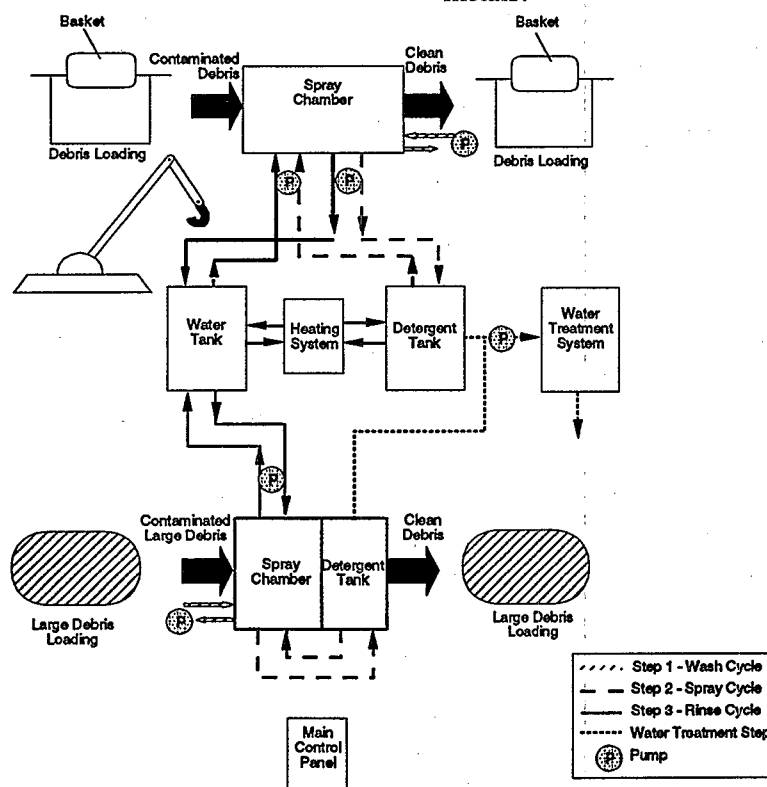 Basket
Basket
Contaminated
Debris
Clean
Debris
Spray
Chamber
P
Debris Loading
Debris Loading
P
P
Water
Tank
Heating
System
Detergent
Tank
P
Water
Treatment
System
P
Contaminated
Large Debris
Clean
Debris
Spray
Chamber
Detergent
Tank
P
Large Debris
Loading
Large Debris
Loading
Step 1 - Wash Cycle
Step 2 - Spray Cycle
Step 3 - Rinse Cycle
Water Treatment Step
P Pump
Main
Control
Panel